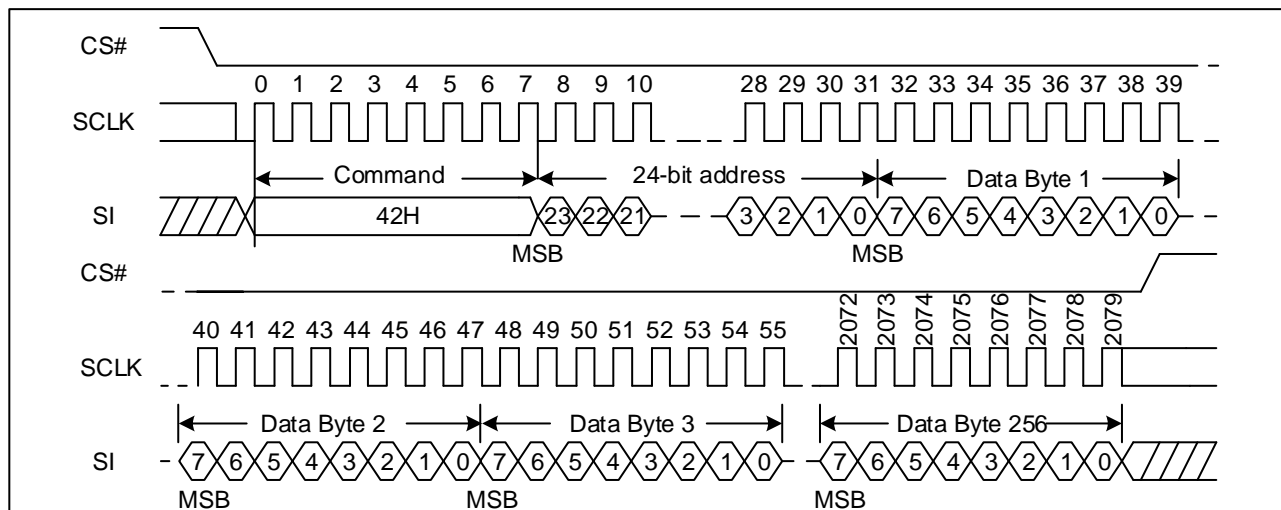 CS#
0 1 2 3 4 5 6 7 8 9 10 28 29 30 31 32 33 34 35 36 37 38 39
SCLK
Command 24-bit address Data Byte 1
SI 42H 23 22 21 3 2 1 0 7 6 5 4 3 2 1 0
MSB MSB
CS#
40 41 42 43 44 45 46 47 48 49 50 51 52 53 54 55 2072 2073 2074 2075 2076 2077 2078 2079
SCLK
Data Byte 2 Data Byte 3 Data Byte 256
SI 7 6 5 4 3 2 1 0 7 6 5 4 3 2 1 0 7 6 5 4 3 2 1 0
MSB MSB MSB